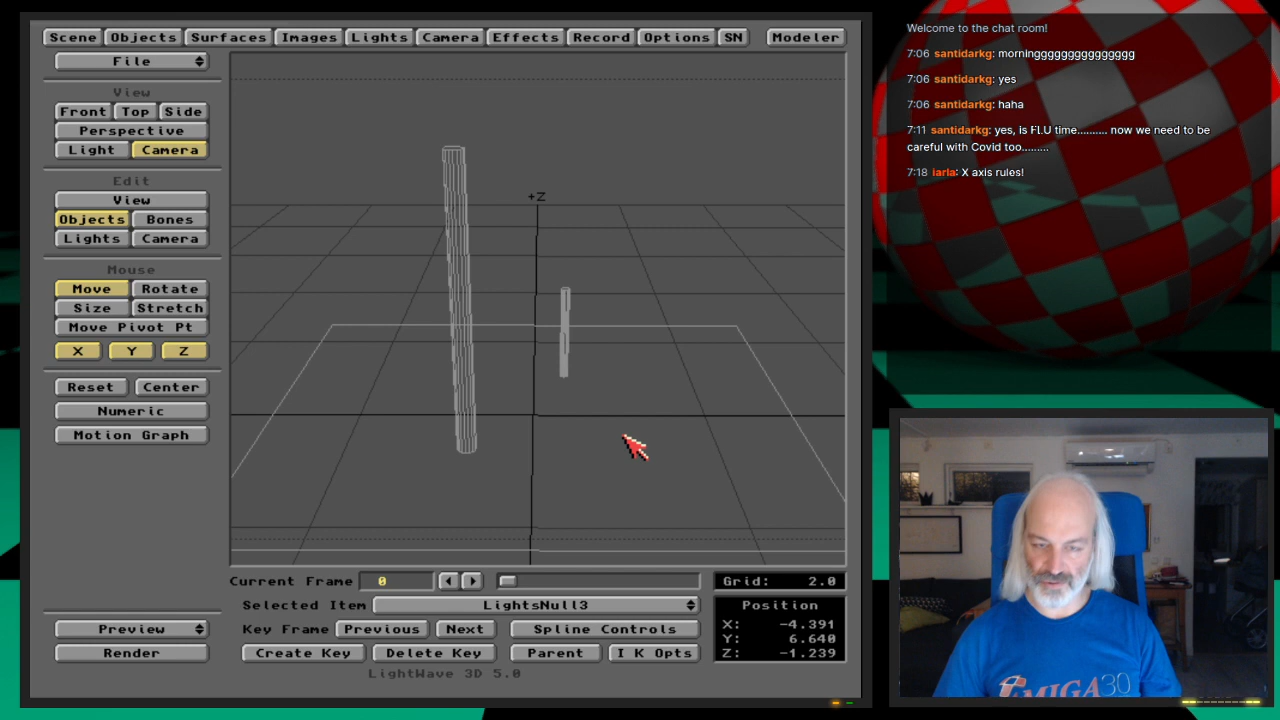 Scene Objects Surfaces Images Lights Camera Effects Record Options SN Modeler
File
View
Front Top Side
Perspective
Light Camera
Edit
View
Objects Bones
Lights Camera
Mouse
Move Rotate
Size Stretch
Move Pivot Pt
X Y Z
Reset Center
Numeric
Motion Graph
Preview
Render
+Z
Current Frame 0
Selected Item LightsNull3
Key Frame Previous Next Spline Controls
Create Key Delete Key Parent I K Opts
LightWave 3D 5.0
Grid: 2.0
Position
X: -4.391
Y: 6.640
Z: -1.239
Welcome to the chat room!
7:06 santidarkg: morninggggggggggggggg
7:06 santidarkg: yes
7:06 santidarkg: haha
7:11 santidarkg: yes, is FLU time.......... now we need to be
careful with Covid too.........
7:18 iarla: X axis rules!
AMIGA30